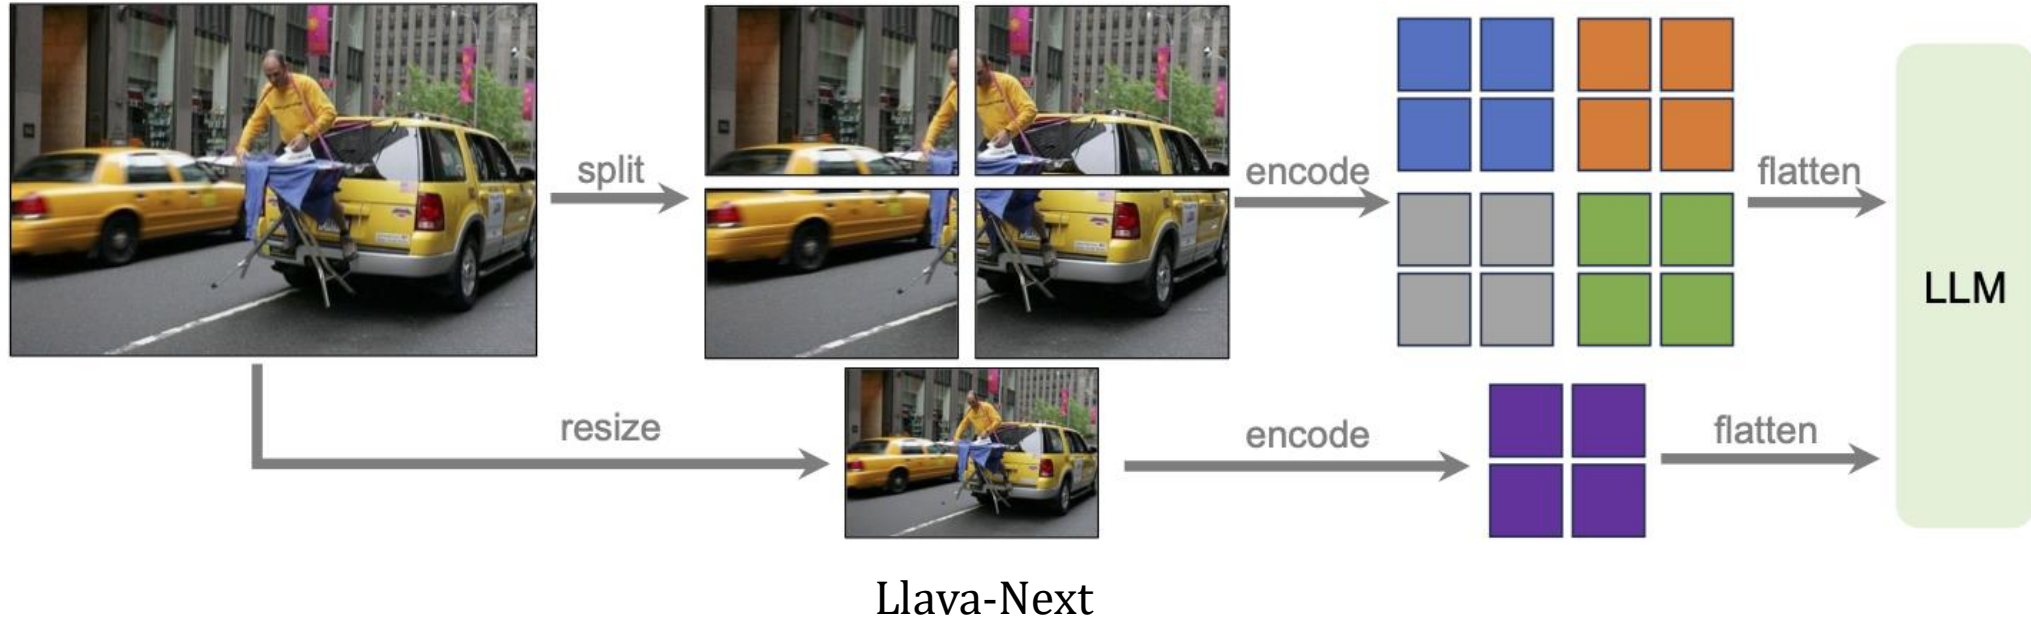 split
encode
flatten
LLM
resize
encode
flatten
Llava-Next